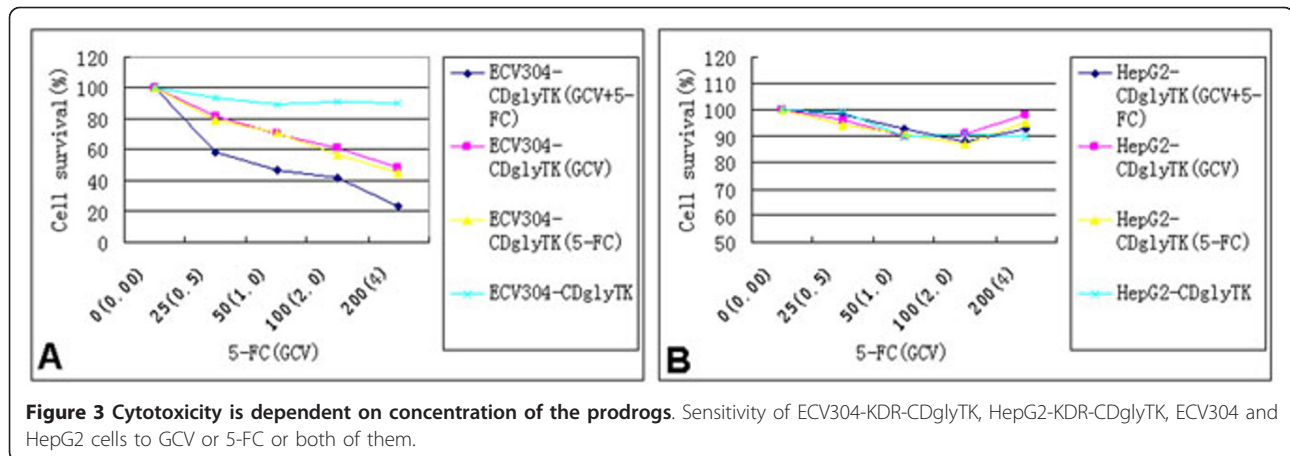 120
100
80
60
40
20
0
Cell survival(%)
0(0.00)
25(0.5)
50(1.0)
100(2.0)
200(4)
5-FC(GCV)
A
ECV304-
CDglyTK(GCV+5-
FC)
ECV304-
CDglyTK(GCV)
ECV304-
CDglyTK(5-FC)
ECV304-CDglyTK
120
110
100
90
80
70
60
50
Cell survival(%)
0(0.00)
25(0.5)
50(1.0)
100(2.0)
200(4)
5-FC(GCV)
B
HepG2-
CDglyTK(GCV+5-
FC)
HepG2-
CDglyTK(GCV)
HepG2-
CDglyTK(5-FC)
HepG2-CDglyTK
Figure 3 Cytotoxicity is dependent on concentration of the prodrogs. Sensitivity of ECV304-KDR-CDglyTK, HepG2-KDR-CDglyTK, ECV304 and
HepG2 cells to GCV or 5-FC or both of them.